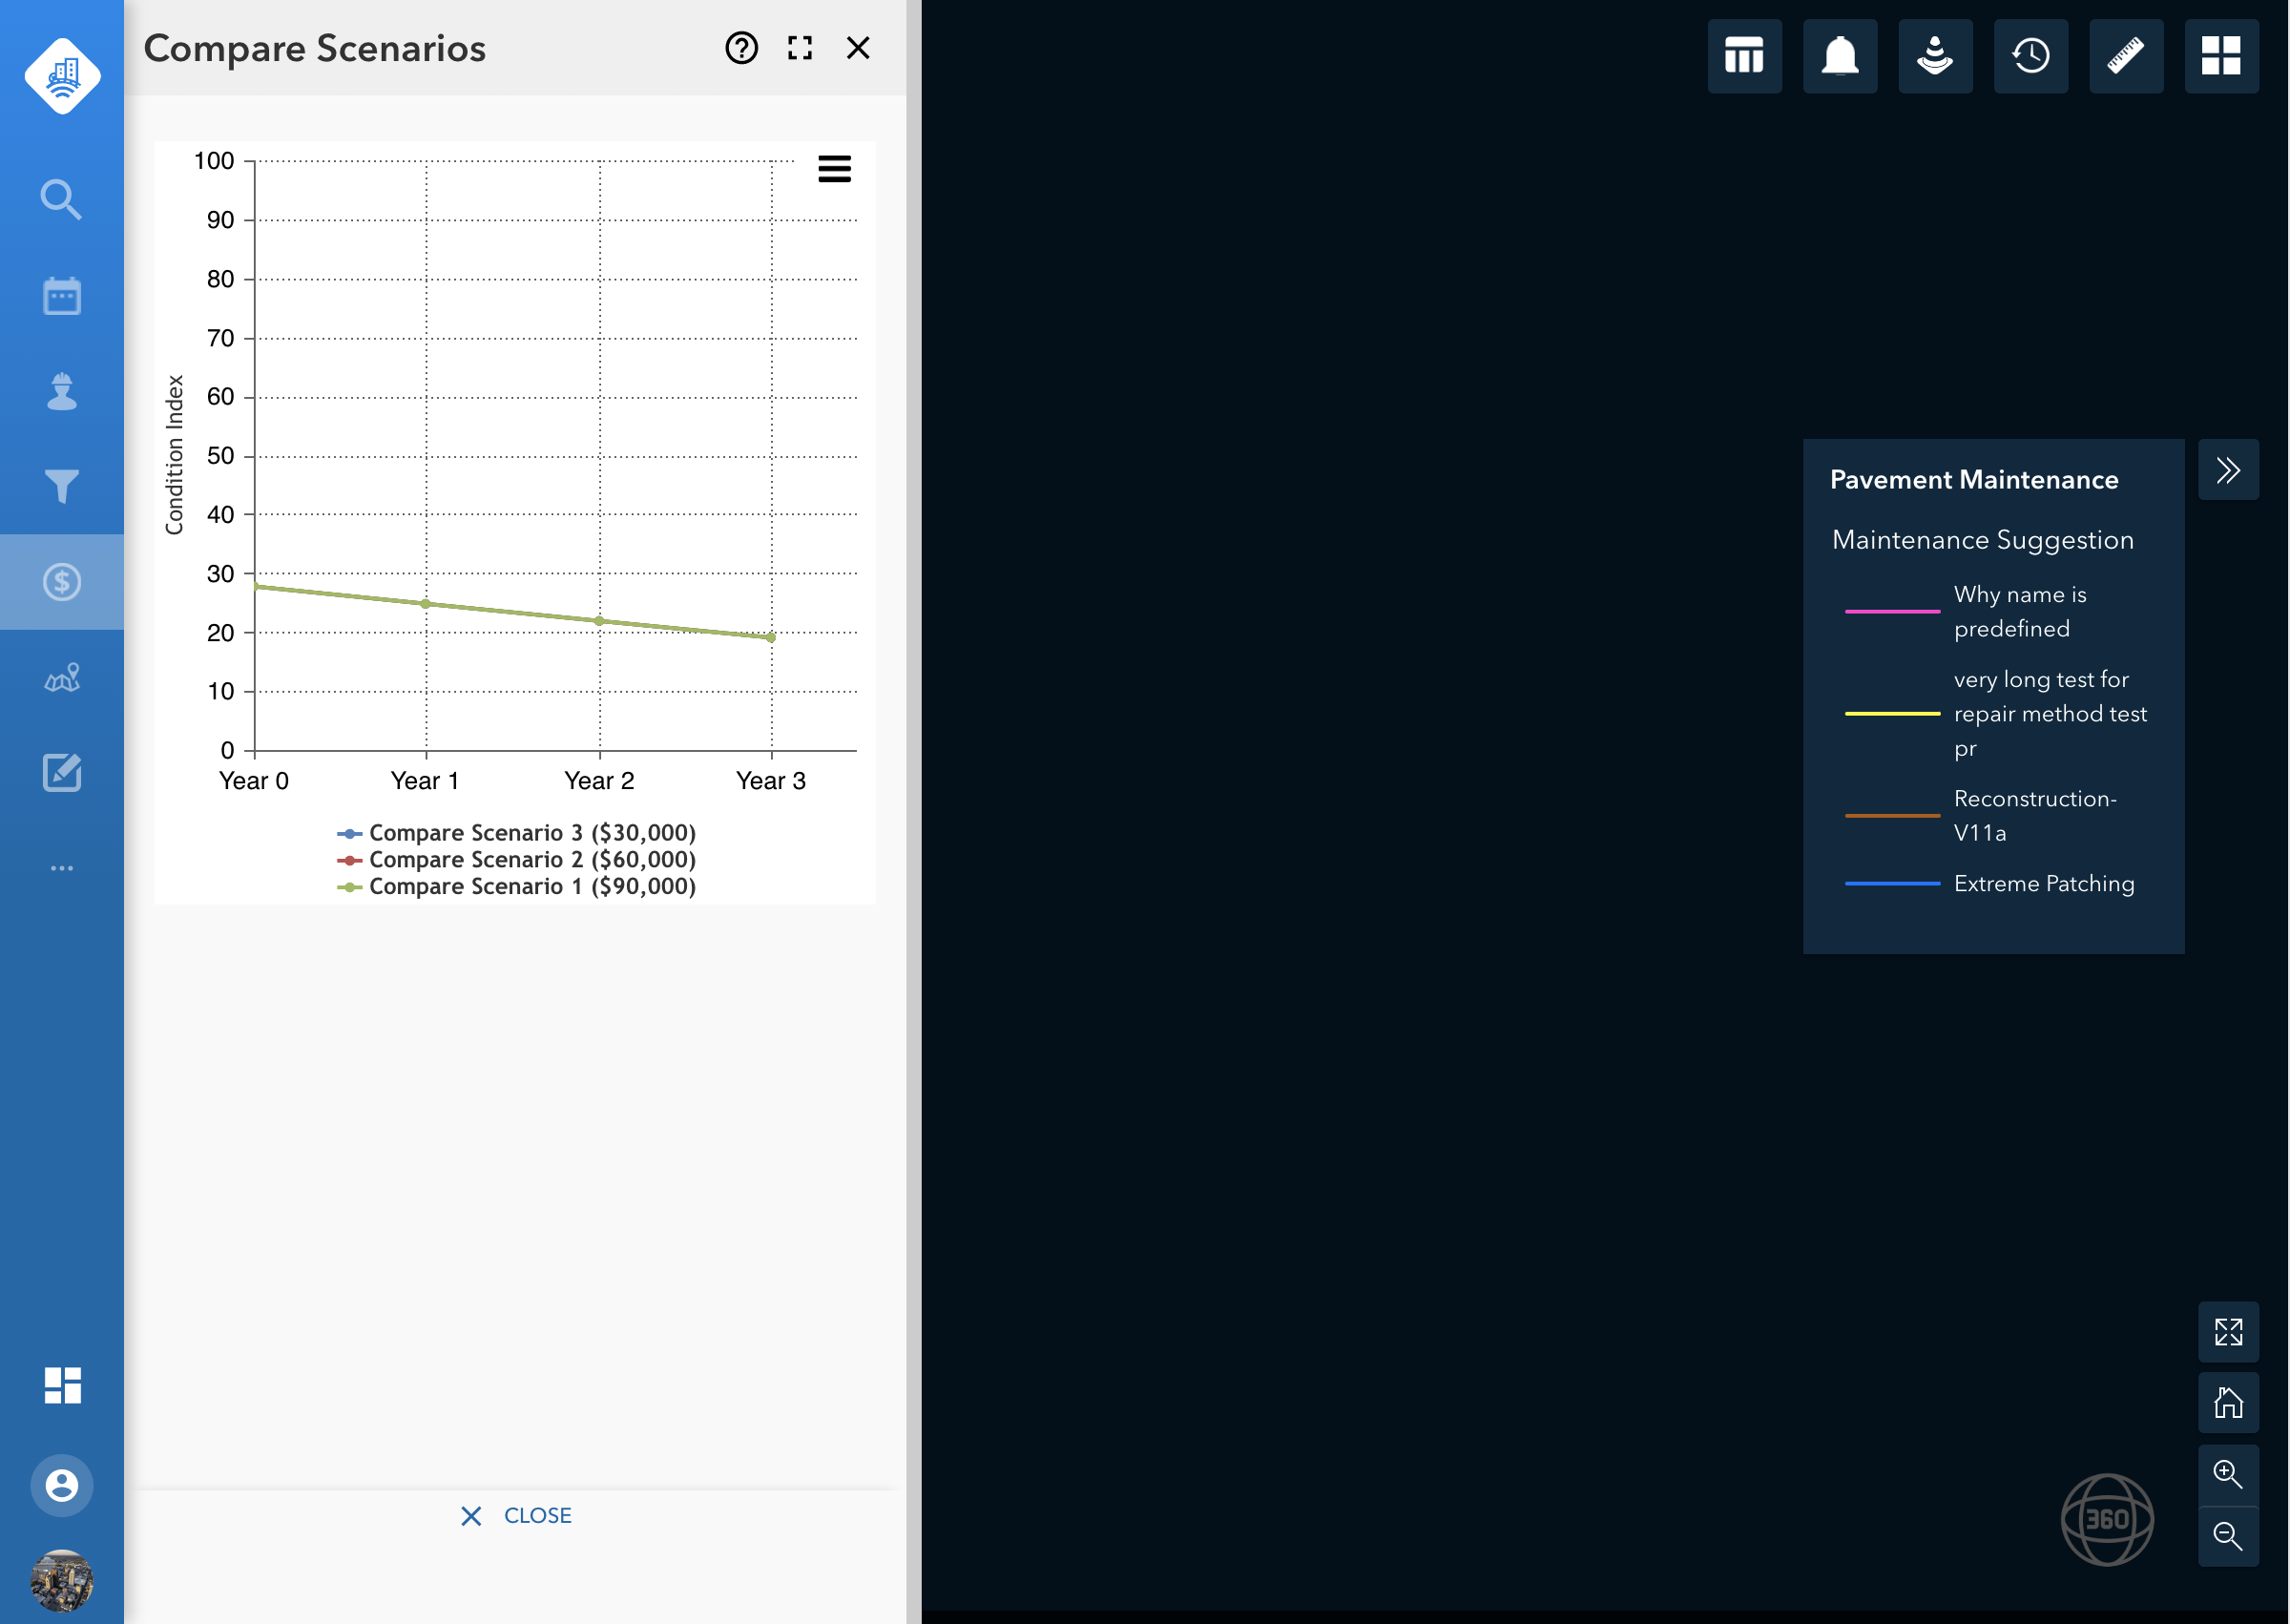 Compare Scenarios
100
90
80
70
60
50
40
30
20
10
0
Condition Index
Year 0 Year 1 Year 2 Year 3
Compare Scenario 3 ($30,000)
Compare Scenario 2 ($60,000)
Compare Scenario 1 ($90,000)
CLOSE
Pavement Maintenance
Maintenance Suggestion
Why name is
predefined
very long test for
repair method test
pr
Reconstruction-
V11a
Extreme Patching
360